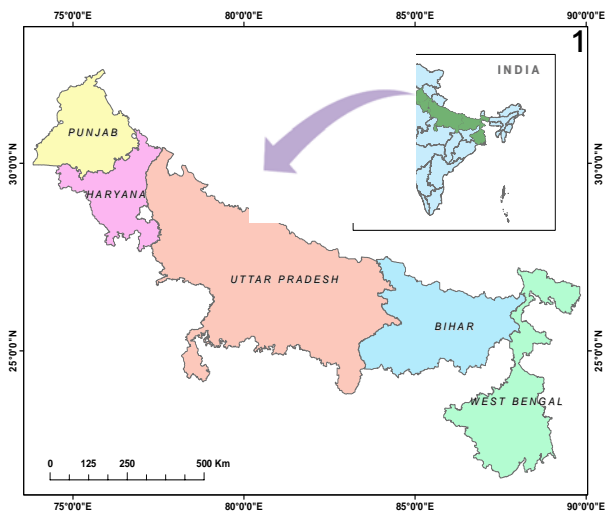 75°0'0"E 80°0'0"E 85°0'0"E 90°0'0"E
1
INDIA
PUNJAB
30°0'0"N 30°0'0"N
HARYANA
UTTAR PRADESH
BIHAR
25°0'0"N 25°0'0"N
WEST BENGAL
0 125 250 500 Km
75°0'0"E 80°0'0"E 85°0'0"E 90°0'0"E